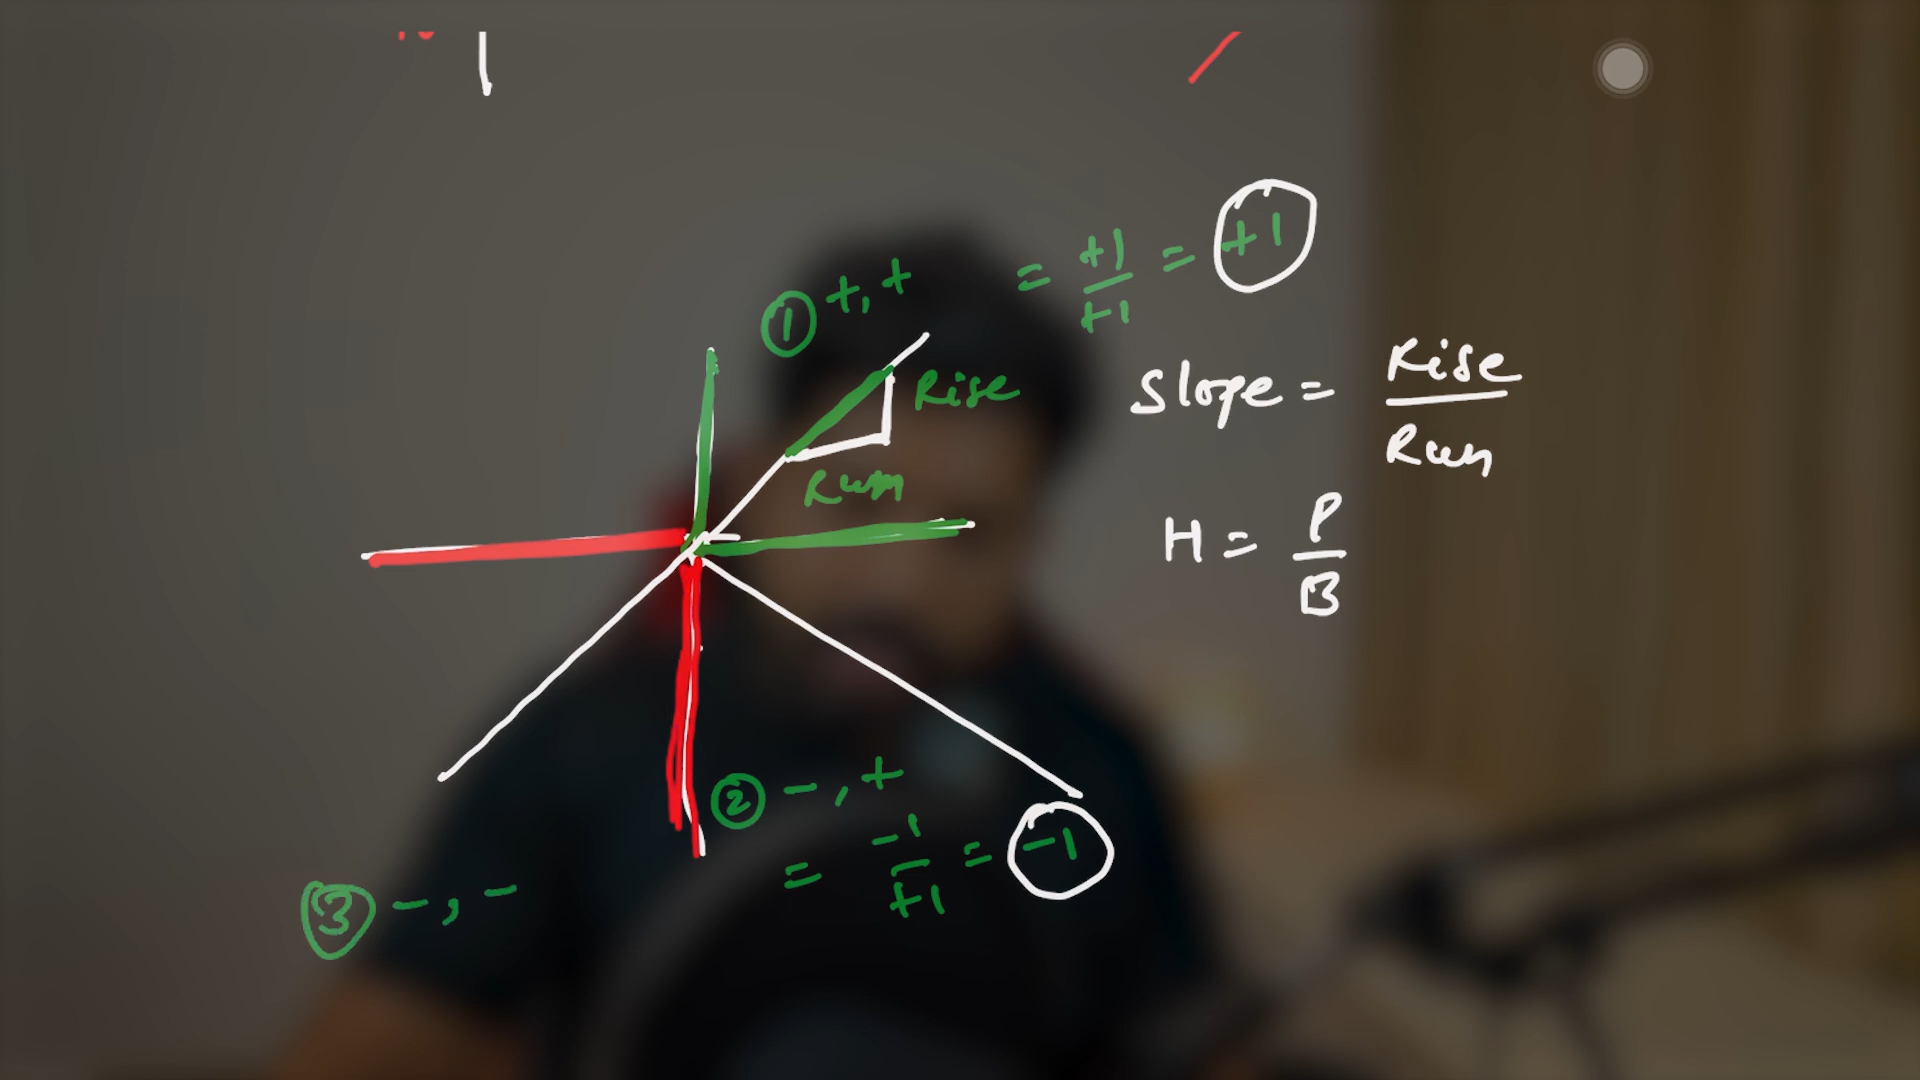 ① +, + = +1/+1 = +1
Rise
Slope = Rise/Run
Run
H = P/B
② -, +
= -1/+1 = -1
③ -, -